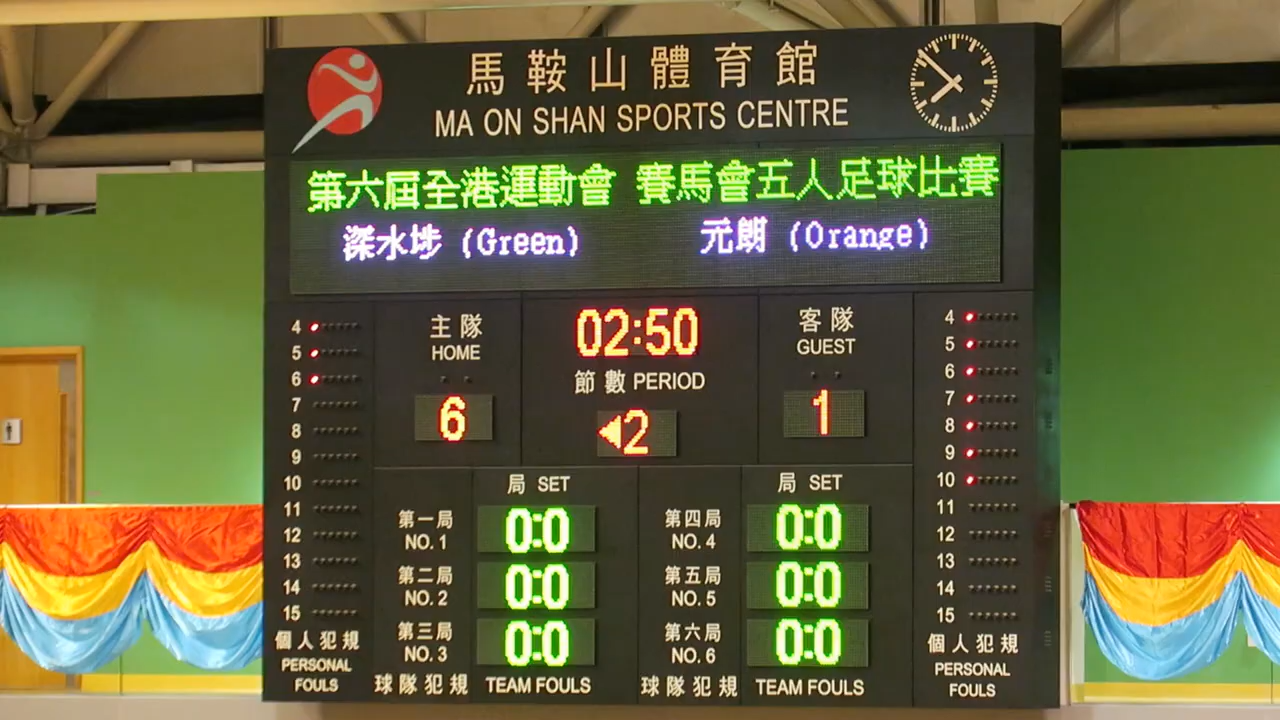 馬鞍山體育館
MA ON SHAN SPORTS CENTRE
第六屆全港運動會 賽馬會五人足球比賽
深水埗 (Green) 元朗 (Orange)
主隊
HOME
02:50
客隊
GUEST
節數 PERIOD
6
◀2
1
4
5
6
7
8
9
10
11
12
13
14
15
個人犯規
PERSONAL
FOULS
局 SET
第一局
NO. 1
0:0
第二局
NO. 2
0:0
第三局
NO. 3
0:0
球隊犯規 TEAM FOULS
局 SET
第四局
NO. 4
0:0
第五局
NO. 5
0:0
第六局
NO. 6
0:0
球隊犯規 TEAM FOULS
4
5
6
7
8
9
10
11
12
13
14
15
個人犯規
PERSONAL
FOULS